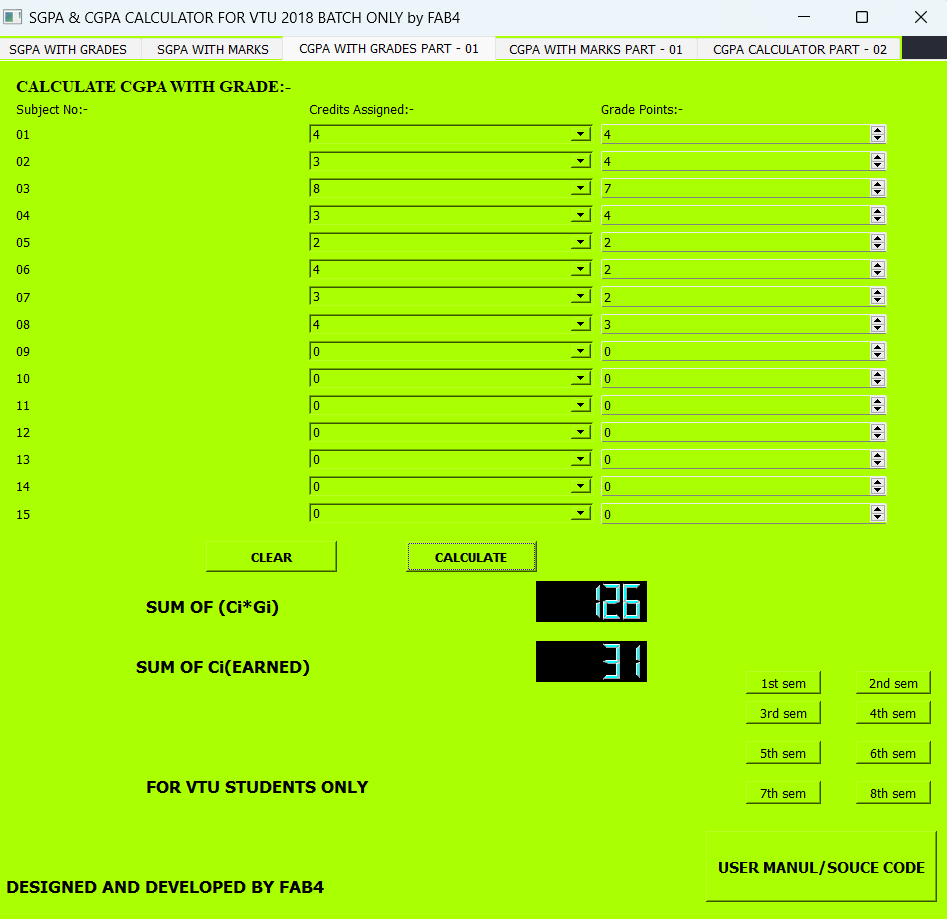 SGPA & CGPA CALCULATOR FOR VTU 2018 BATCH ONLY by FAB4
SGPA WITH GRADES SGPA WITH MARKS CGPA WITH GRADES PART - 01 CGPA WITH MARKS PART - 01 CGPA CALCULATOR PART - 02
CALCULATE CGPA WITH GRADE:-
Subject No:- Credits Assigned:- Grade Points:-
01 4 4
02 3 4
03 8 7
04 3 4
05 2 2
06 4 2
07 3 2
08 4 3
09 0 0
10 0 0
11 0 0
12 0 0
13 0 0
14 0 0
15 0 0
CLEAR CALCULATE
SUM OF (Ci*Gi) 126
SUM OF Ci(EARNED) 31
1st sem 2nd sem
3rd sem 4th sem
5th sem 6th sem
FOR VTU STUDENTS ONLY 7th sem 8th sem
USER MANUL/SOUCE CODE
DESIGNED AND DEVELOPED BY FAB4